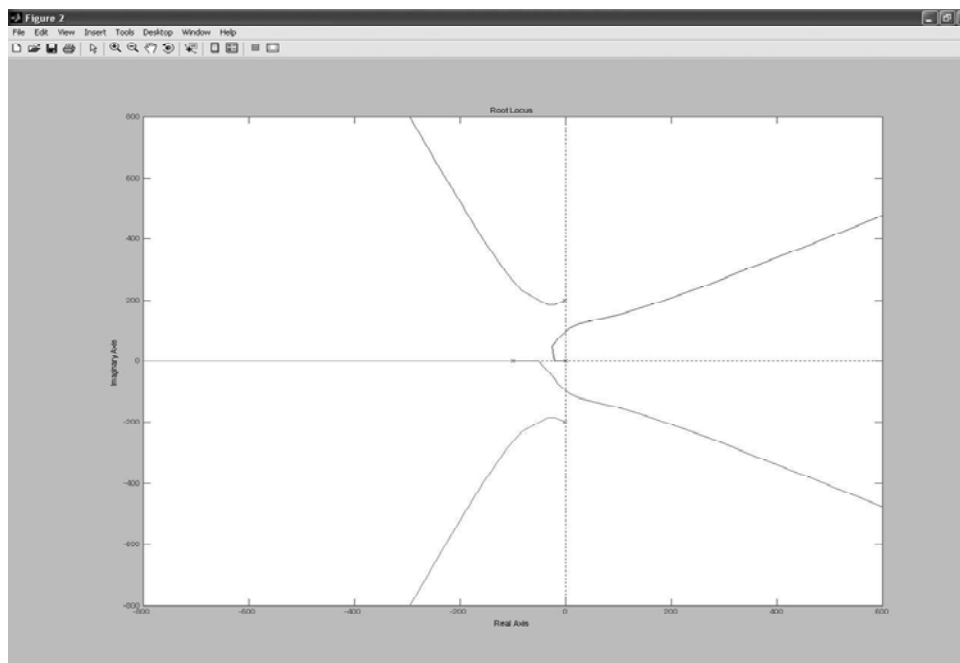 Figure 2
File Edit View Insert Tools Desktop Window Help
Root Locus
800
600
400
200
0
-200
-400
-600
-800
Imaginary Axis
-800 -600 -400 -200 0 200 400 600
Real Axis